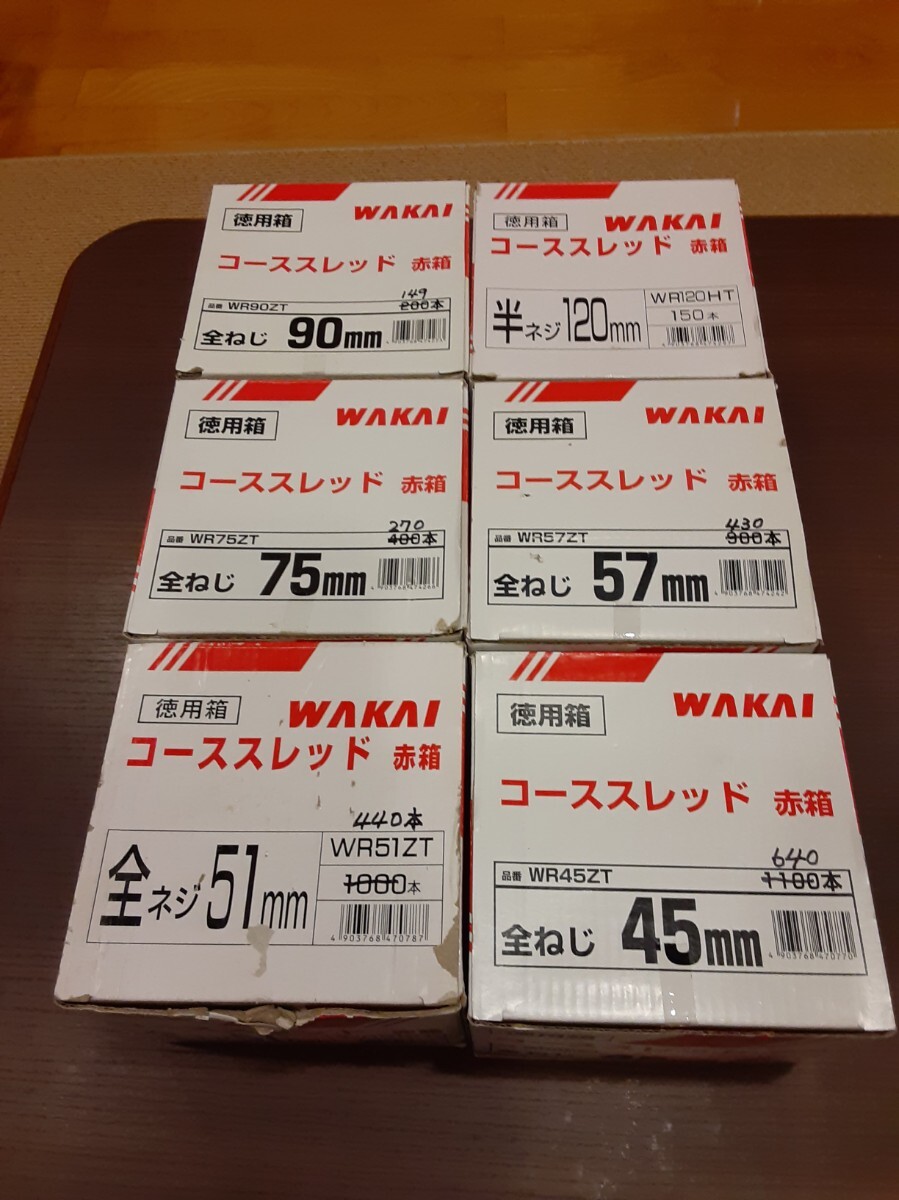 徳用箱 WAKAI
コーススレッド 赤箱
149
品番 WR90ZT 200本
全ねじ 90mm
徳用箱 WAKAI
コーススレッド 赤箱
半ネジ 120mm
WR120HT
150本
徳用箱 WAKAI
コーススレッド 赤箱
270
品番 WR75ZT 400本
全ねじ 75mm
4903768474266
徳用箱 WAKAI
コーススレッド 赤箱
430
品番 WR57ZT 900本
全ねじ 57mm
4903768474242
徳用箱 WAKAI
コーススレッド 赤箱
440本
全ネジ 51mm
WR51ZT
1000本
4903768470787
徳用箱 WAKAI
コーススレッド 赤箱
640
品番 WR45ZT 1100本
全ねじ 45mm
4903768470770